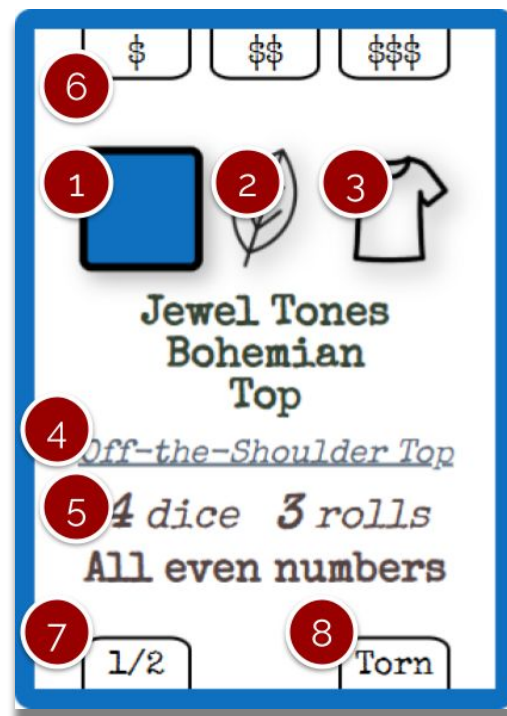 $ $$ $$$
6
1 2 3
Jewel Tones
Bohemian
Top
4
Off-the-Shoulder Top
5 4 dice 3 rolls
All even numbers
7 8
1/2 Torn